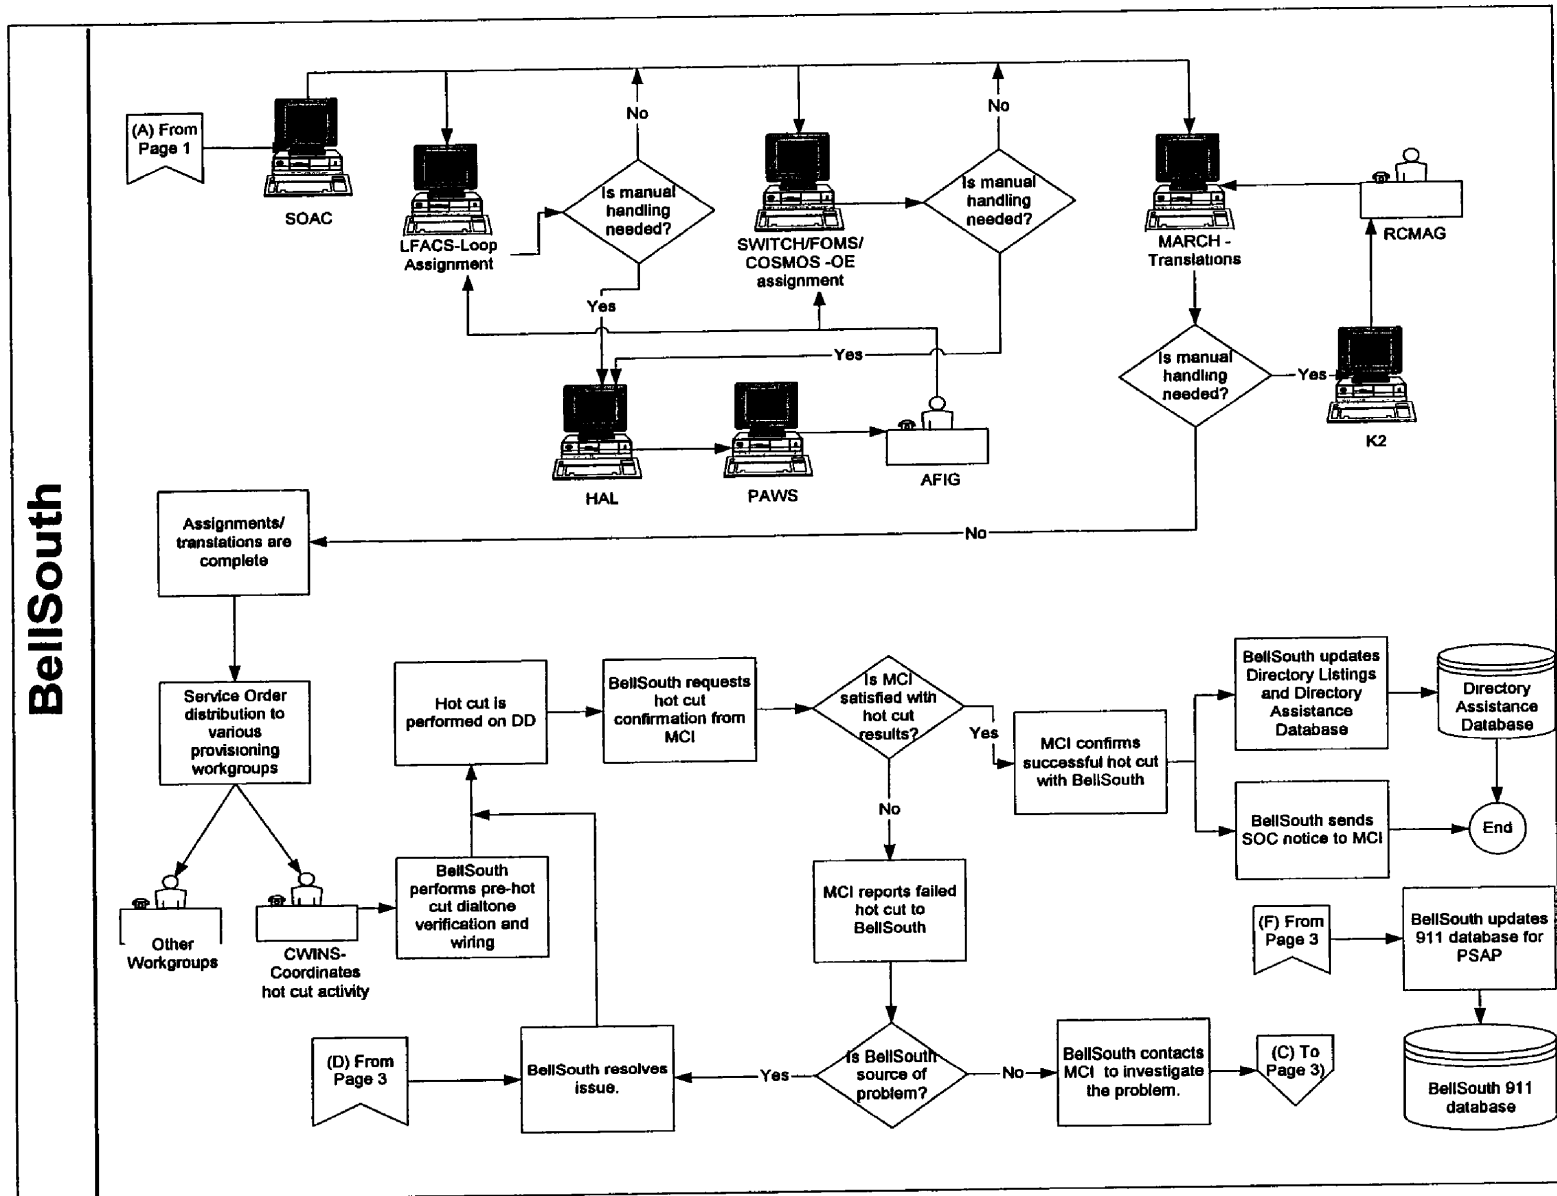 BellSouth
(A) From
Page 1
SOAC
LFACS-Loop
Assignment
Is manual
handling
needed?
No
Yes
SWITCH/FOMS/
COSMOS -OE
assignment
Is manual
handling
needed?
No
Yes
MARCH -
Translations
RCMAG
Is manual
handling
needed?
Yes
K2
No
HAL
PAWS
AFIG
Assignments/
translations are
complete
Service Order
distribution to
various
provisioning
workgroups
Other
Workgroups
CWINS-
Coordinates
hot cut activity
BellSouth
performs pre-hot
cut dialtone
verification and
wiring
Hot cut is
performed on DD
BellSouth requests
hot cut
confirmation from
MCI
Is MCI
satisfied with
hot cut
results?
Yes
No
MCI confirms
successful hot cut
with BellSouth
BellSouth updates
Directory Listings
and Directory
Assistance
Database
Directory
Assistance
Database
BellSouth sends
SOC notice to MCI
End
MCI reports failed
hot cut to
BellSouth
(F) From
Page 3
BellSouth updates
911 database for
PSAP
BellSouth 911
database
(D) From
Page 3
BellSouth resolves
issue.
Yes
Is BellSouth
source of
problem?
No
BellSouth contacts
MCI to investigate
the problem.
(C) To
Page 3)